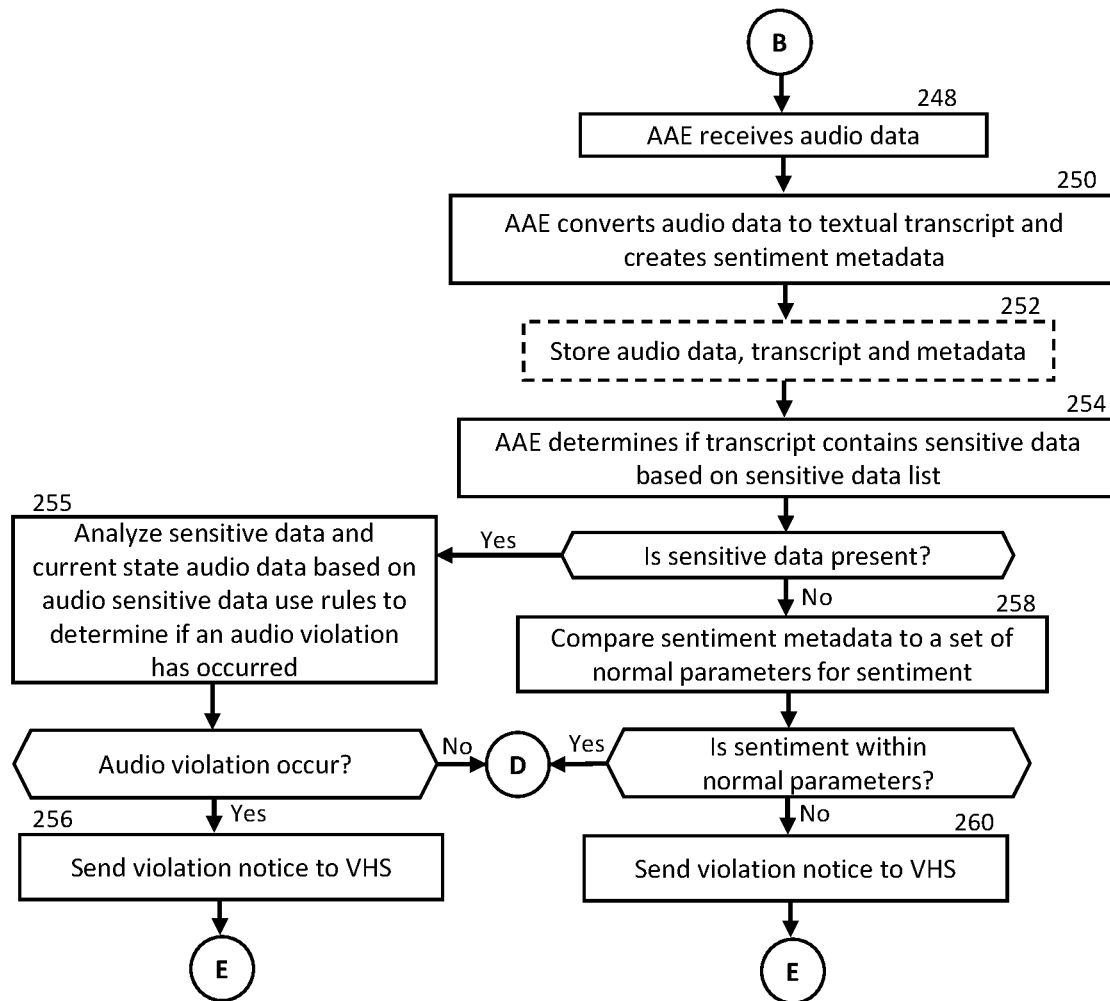 B
248
AAE receives audio data
250
AAE converts audio data to textual transcript and
creates sentiment metadata
252
Store audio data, transcript and metadata
254
AAE determines if transcript contains sensitive data
based on sensitive data list
255
Analyze sensitive data and
current state audio data based on
audio sensitive data use rules to
determine if an audio violation
has occurred
Yes
Is sensitive data present?
No
258
Compare sentiment metadata to a set of
normal parameters for sentiment
Audio violation occur?
No
D
Yes
Is sentiment within
normal parameters?
Yes
No
256
Send violation notice to VHS
260
Send violation notice to VHS
E
E